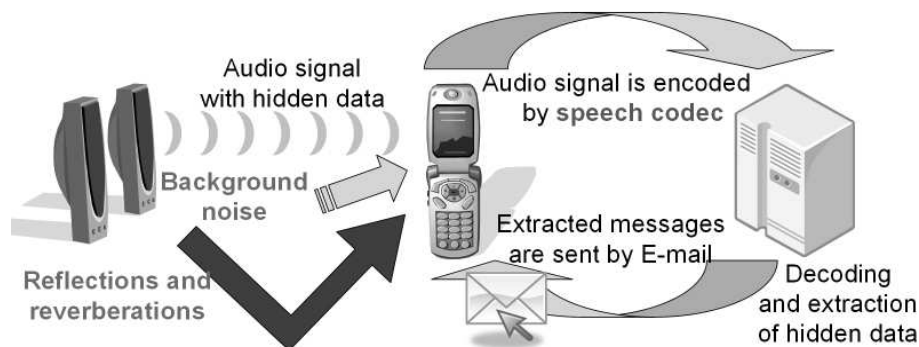 Audio signal
with hidden data
Audio signal is encoded
by speech codec
Background
noise
Extracted messages
are sent by E-mail
Reflections and
reverberations
Decoding
and extraction
of hidden data